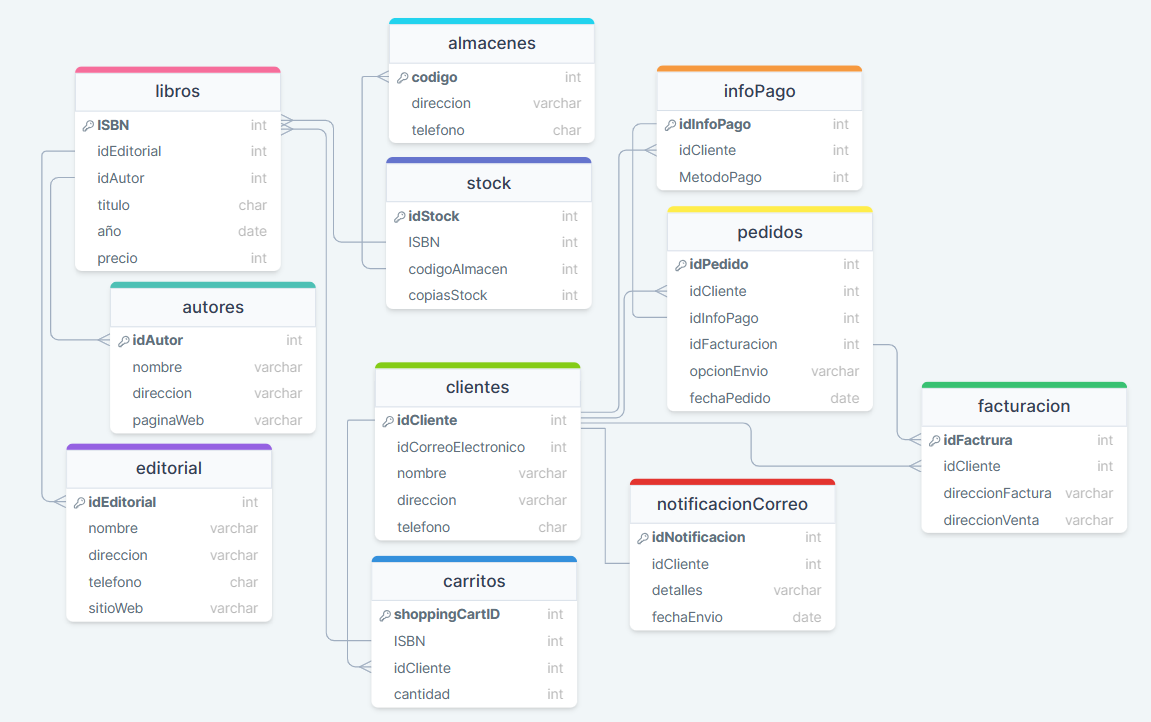 libros
ISBN int
idEditorial int
idAutor int
titulo char
año date
precio int
autores
idAutor int
nombre varchar
direccion varchar
paginaWeb varchar
editorial
idEditorial int
nombre varchar
direccion varchar
telefono char
sitioWeb varchar
almacenes
codigo int
direccion varchar
telefono char
stock
idStock int
ISBN int
codigoAlmacen int
copiasStock int
clientes
idCliente int
idCorreoElectronico int
nombre varchar
direccion varchar
telefono char
carritos
shoppingCartID int
ISBN int
idCliente int
cantidad int
infoPago
idInfoPago int
idCliente int
MetodoPago int
pedidos
idPedido int
idCliente int
idInfoPago int
idFacturacion int
opcionEnvio varchar
fechaPedido date
notificacionCorreo
idNotificacion int
idCliente int
detalles varchar
fechaEnvio date
facturacion
idFactrura int
idCliente int
direccionFactura varchar
direccionVenta varchar